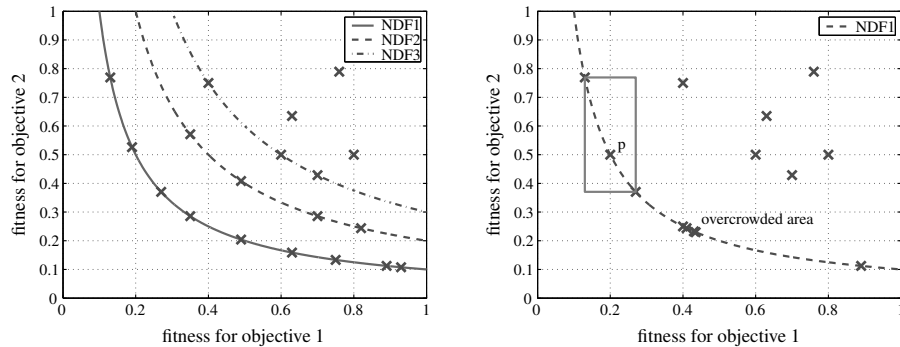 NDF1
NDF2
NDF3
1
0.9
0.8
0.7
0.6
0.5
0.4
0.3
0.2
0.1
0
0 0.2 0.4 0.6 0.8 1
fitness for objective 2
fitness for objective 1
NDF1
1
0.9
0.8
0.7
0.6
0.5
0.4
0.3
0.2
0.1
0
0 0.2 0.4 0.6 0.8 1
p
overcrowded area
fitness for objective 2
fitness for objective 1